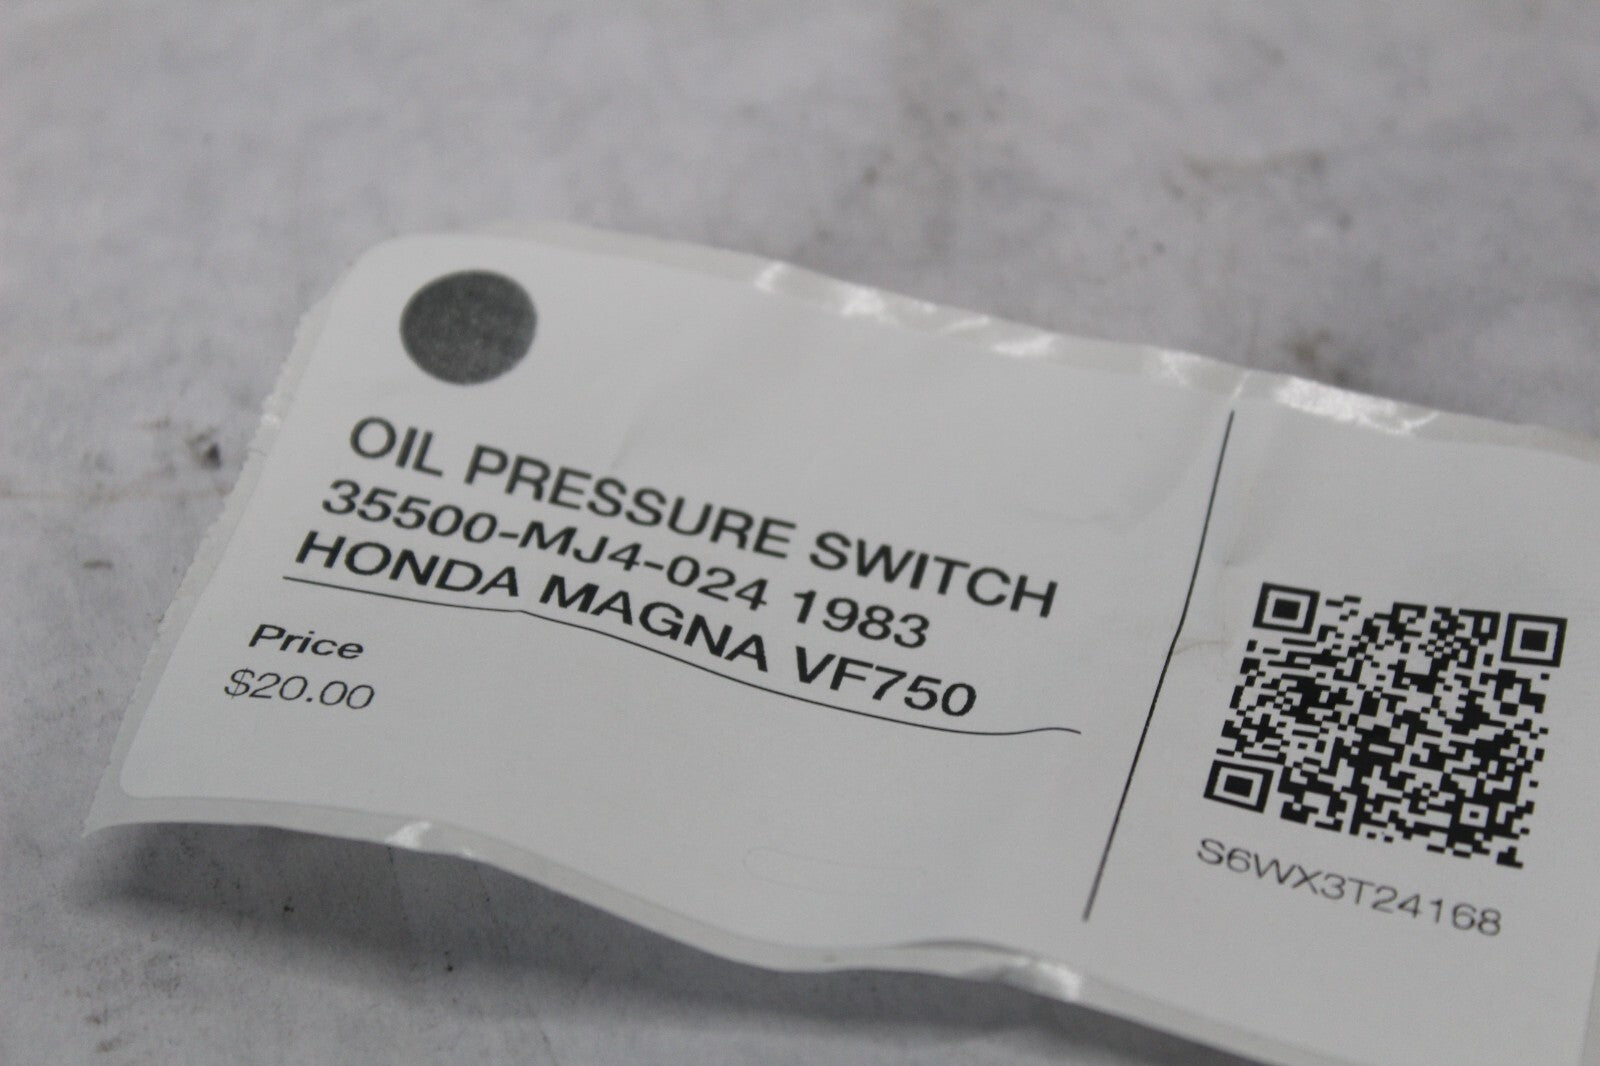 OIL PRESSURE SWITCH
35500-MJ4-024 1983
HONDA MAGNA VF750
Price
$20.00
S6WX3T24168